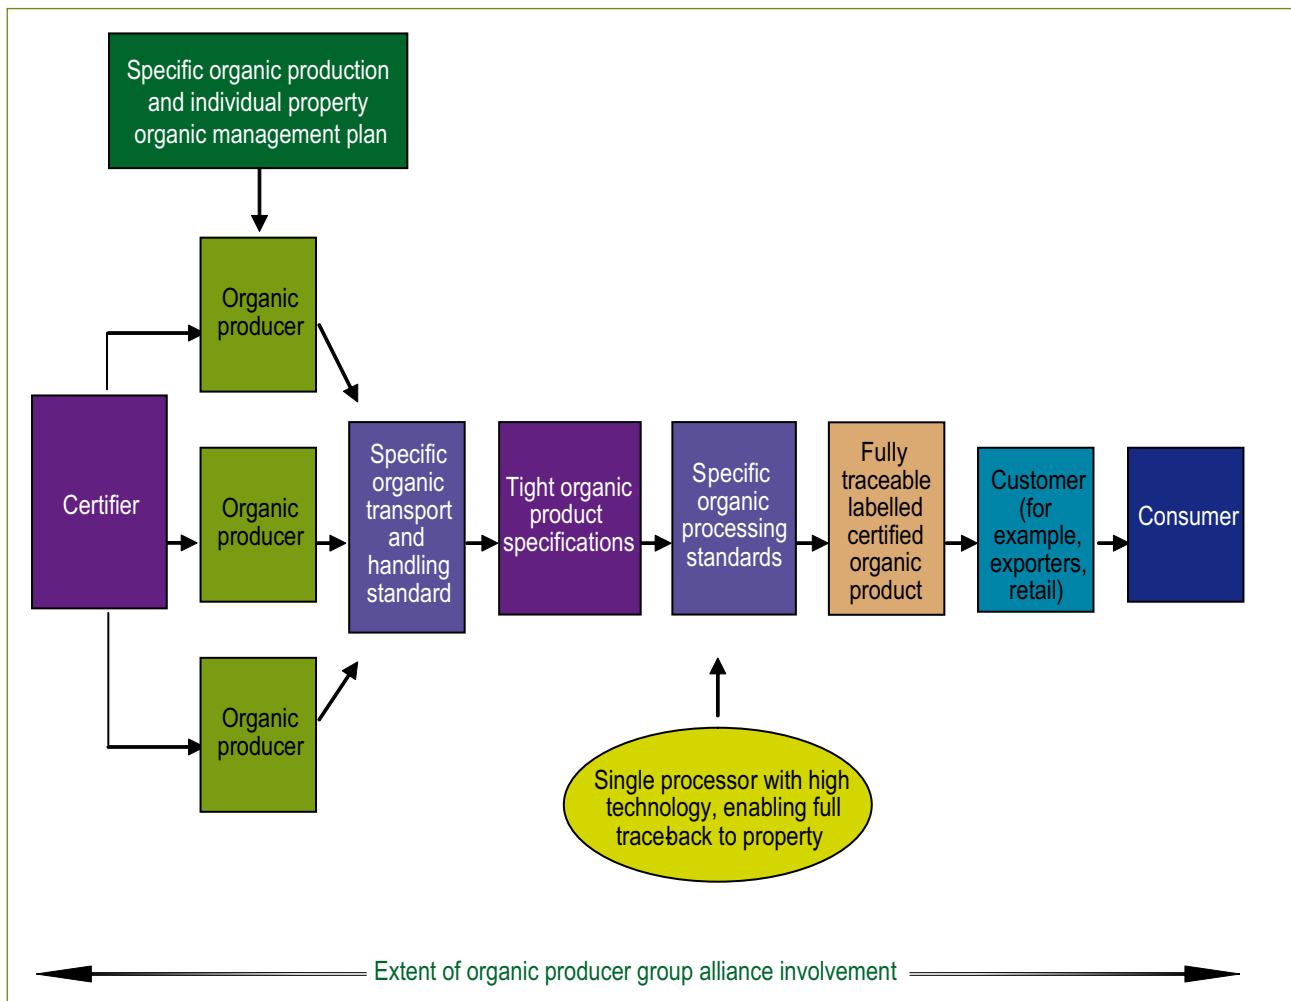 Specific organic production
and individual property
organic management plan
Organic
producer
Certifier
Organic
producer
Organic
producer
Specific
organic
transport
and
handling
standard
Tight organic
product
specifications
Specific
organic
processing
standards
Fully
traceable
labelled
certified
organic
product
Customer
(for
example,
exporters,
retail)
Consumer
Single processor with high
technology, enabling full
trace-back to property
Extent of organic producer group alliance involvement